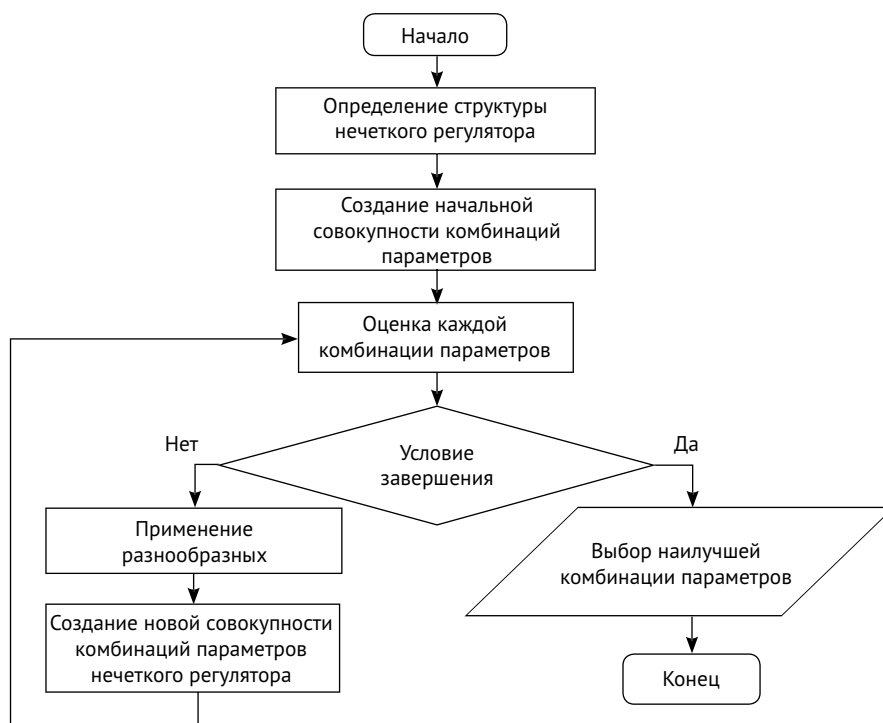 Начало
Определение структуры
нечеткого регулятора
Создание начальной
совокупности комбинаций
параметров
Оценка каждой
комбинации параметров
Нет
Да
Условие
завершения
Применение
разнообразных
Выбор наилучшей
комбинации параметров
Создание новой совокупности
комбинаций параметров
нечеткого регулятора
Конец